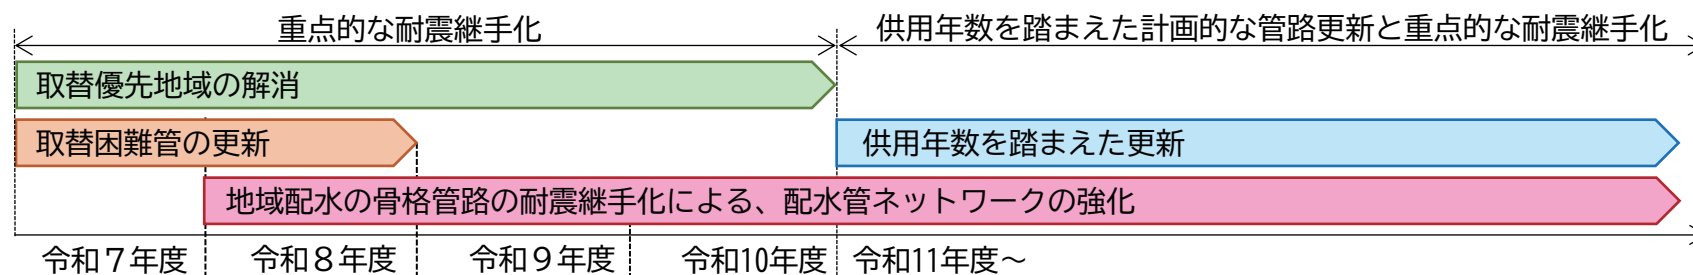 重点的な耐震継手化
供用年数を踏まえた計画的な管路更新と重点的な耐震継手化
取替優先地域の解消
取替困難管の更新
供用年数を踏まえた更新
地域配水の骨格管路の耐震継手化による、配水管ネットワークの強化
令和７年度
令和８年度
令和９年度
令和10年度
令和11年度～